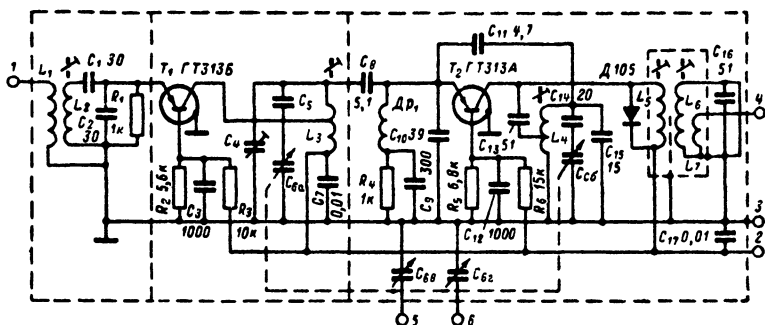 C₁ 30
T₁ ГТ313Б
C₈
5,1
C₁₁ 4,7
T₂ ГТ313А
C₁₄ 20
Д105
C₁₆
51
1
L₁
L₂
C₂
30
R₁
1к
C₄
C₅
L₃
Др₁
C₁₀ 39
C₁₃ 51
L₄
C₁₅
15
L₅
L₆
L₇
4
R₂ 5,6к
C₃
1000
R₃
10к
C₆ₐ
C₇
0,01
R₄
1к
C₉
300
R₅
6,8к
C₁₂ 1000
R₆ 15к
C₆б
C₁₇ 0,01
3
2
C₆в
C₆г
5
6